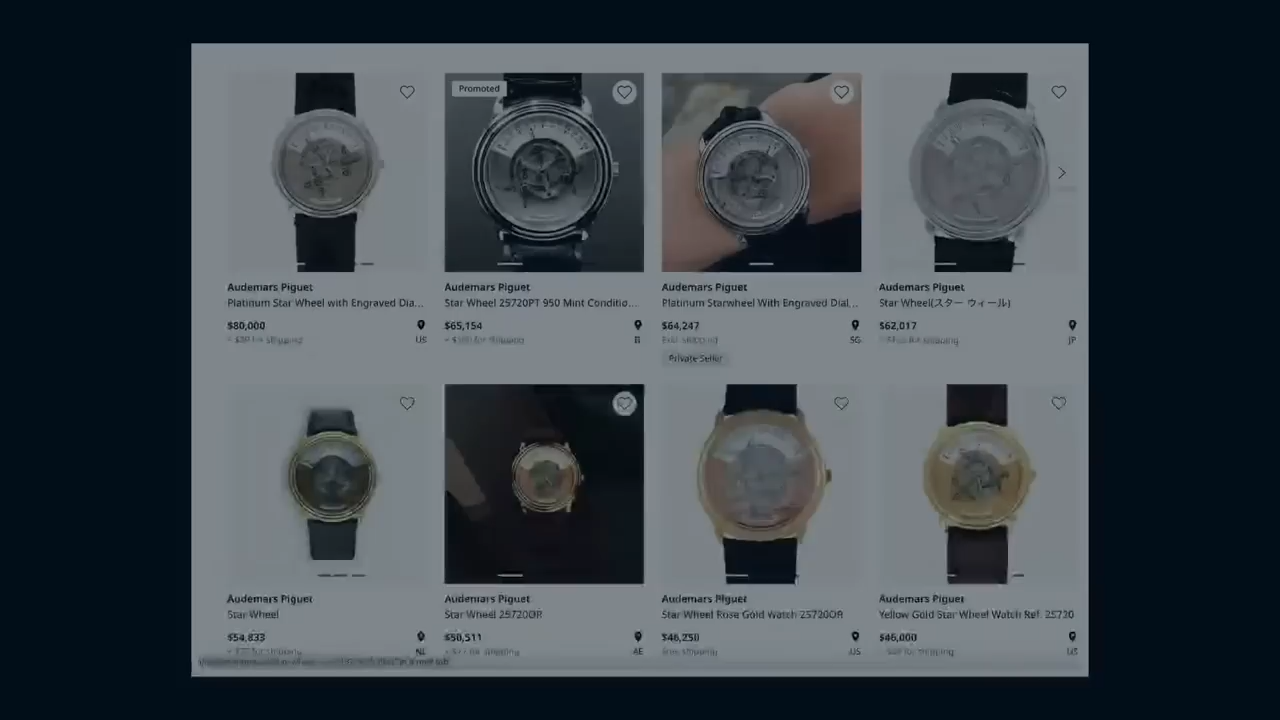 Promoted
Audemars Piguet
Platinum Star Wheel with Engraved Dia...
$80,000
US
Audemars Piguet
Star Wheel 25720PT 950 Mint Conditio...
$65,154
Audemars Piguet
Platinum Starwheel With Engraved Dial...
$64,247
SG
Private Seller
Audemars Piguet
Star Wheel(スター ウィール)
$62,017
JP
Audemars Piguet
Star Wheel
$54,833
NL
Audemars Piguet
Star Wheel 25720OR
$50,511
AE
Audemars Piguet
Star Wheel Rose Gold Watch 25720OR
$46,250
US
Audemars Piguet
Yellow Gold Star Wheel Watch Ref. 25720
$46,000
US